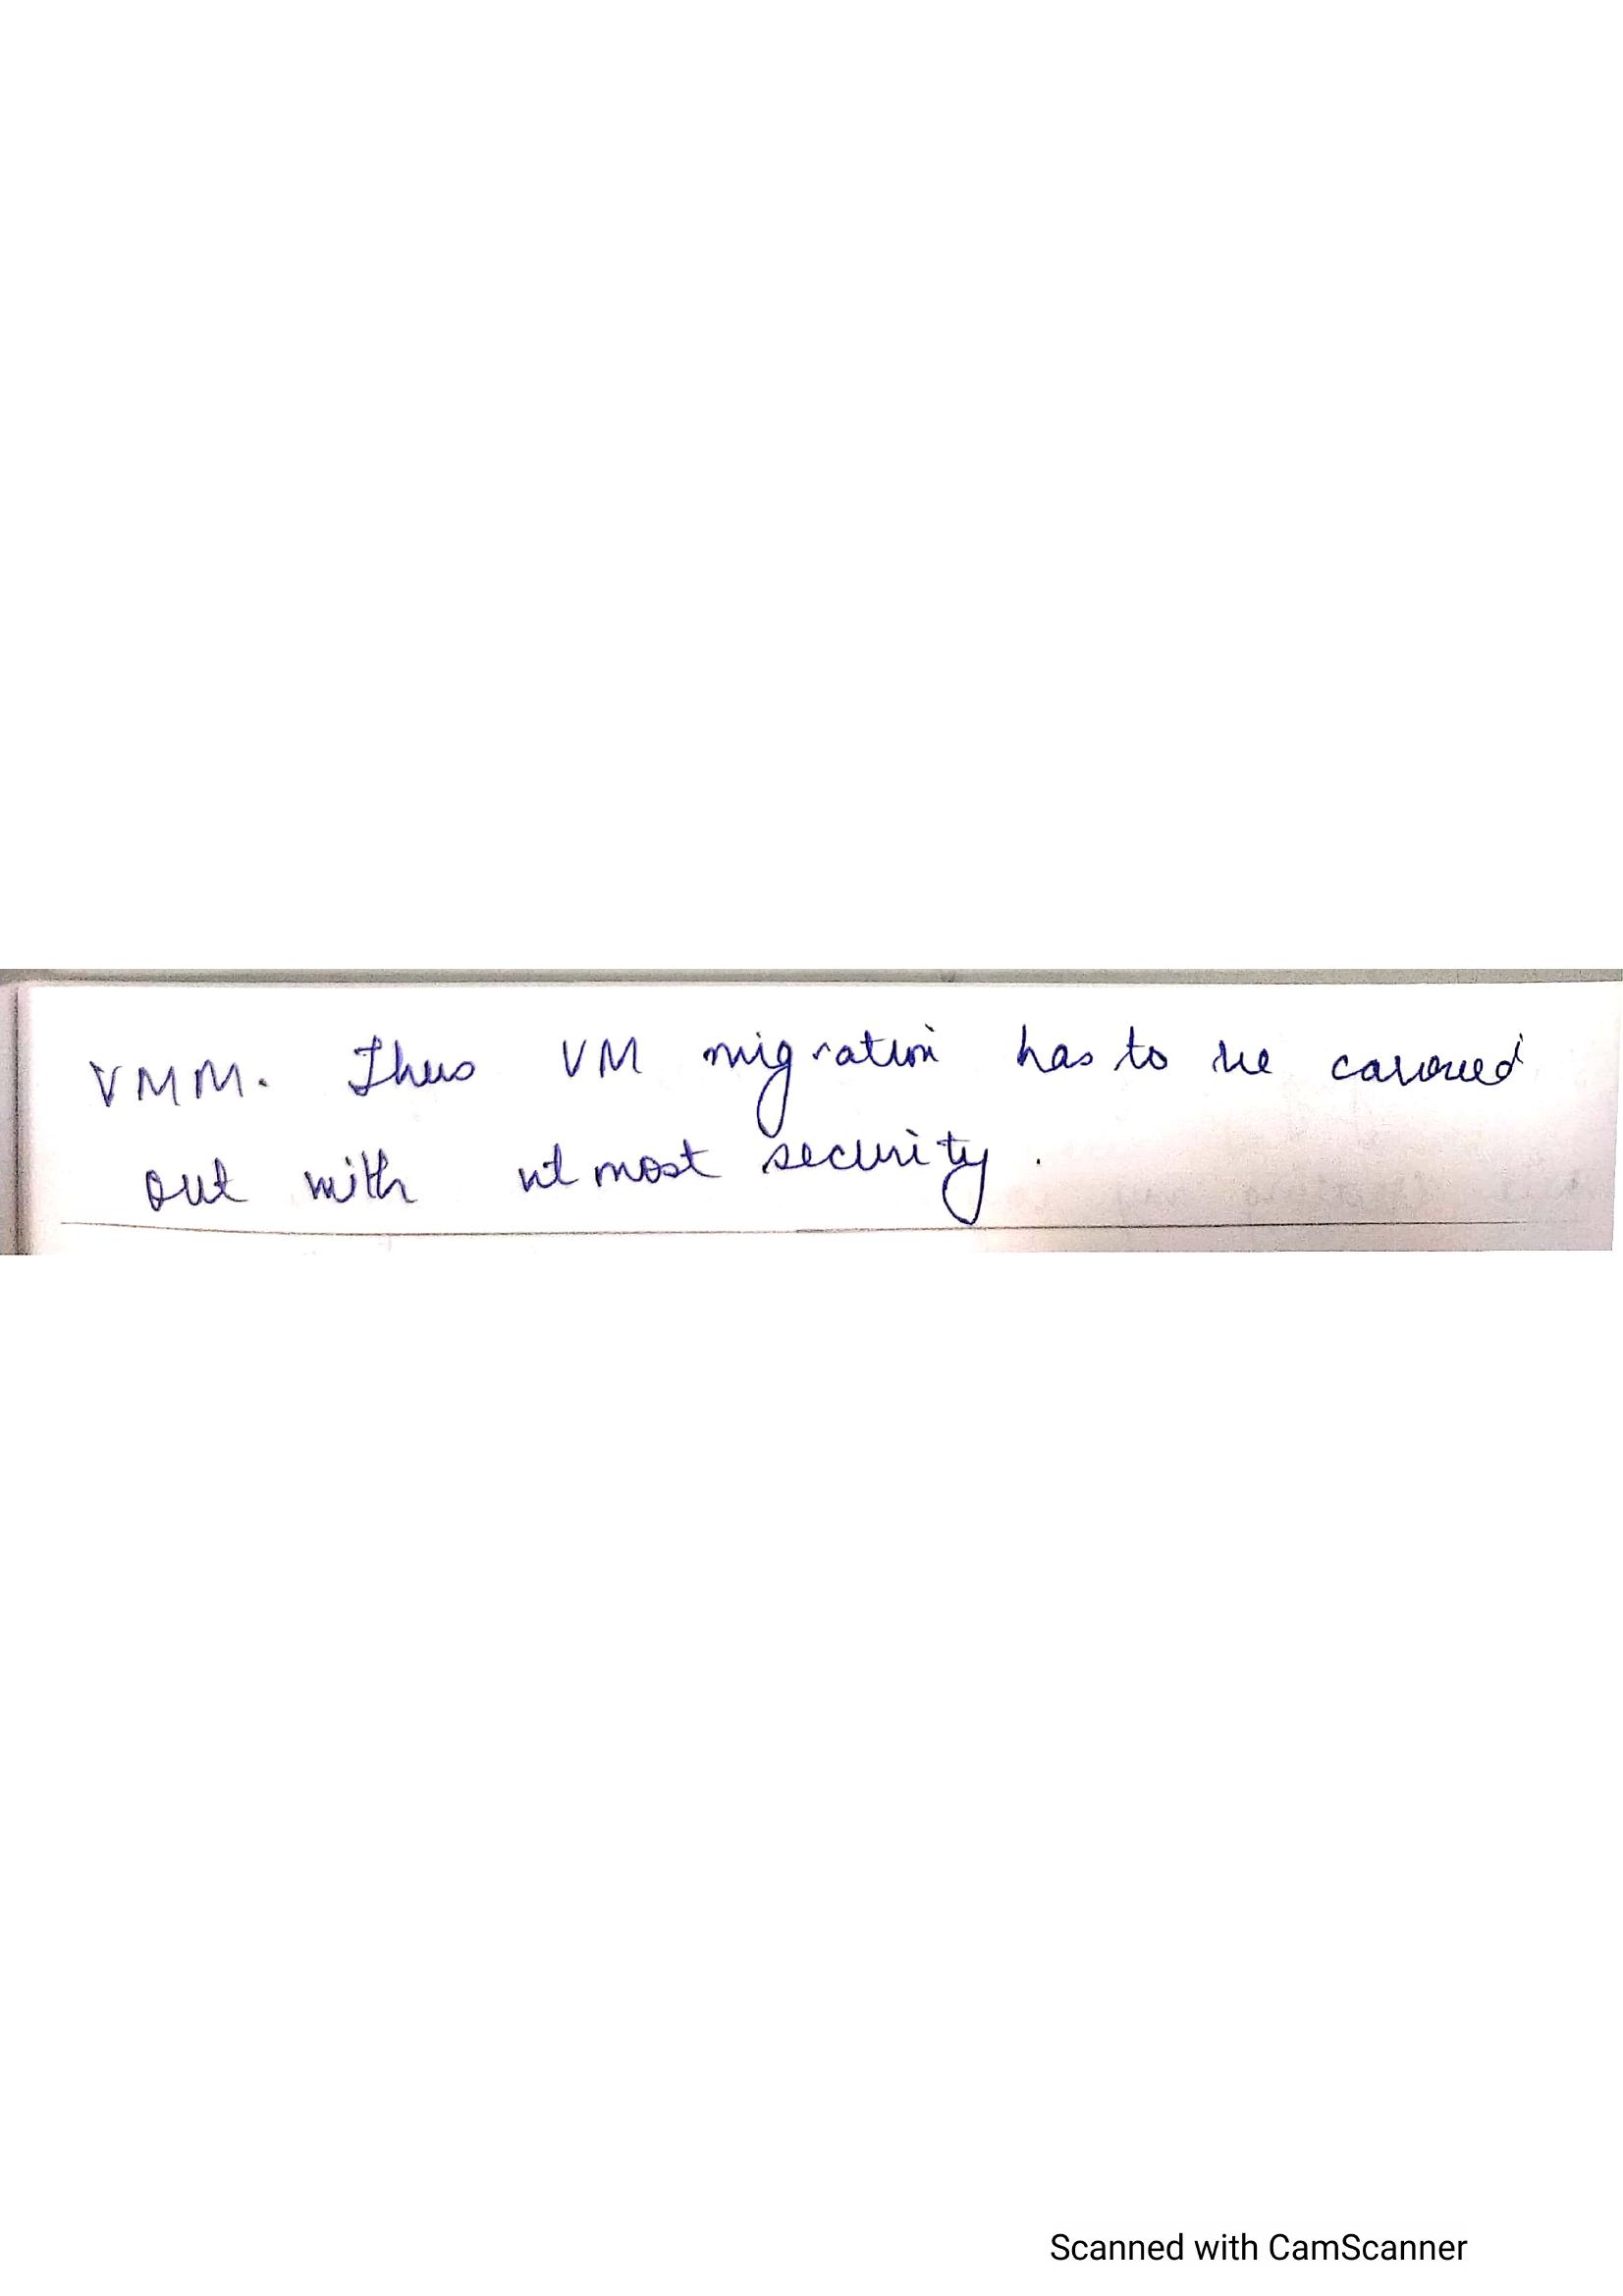 VMM. Thus VM migration has to be carried
out with utmost security.
Scanned with CamScanner